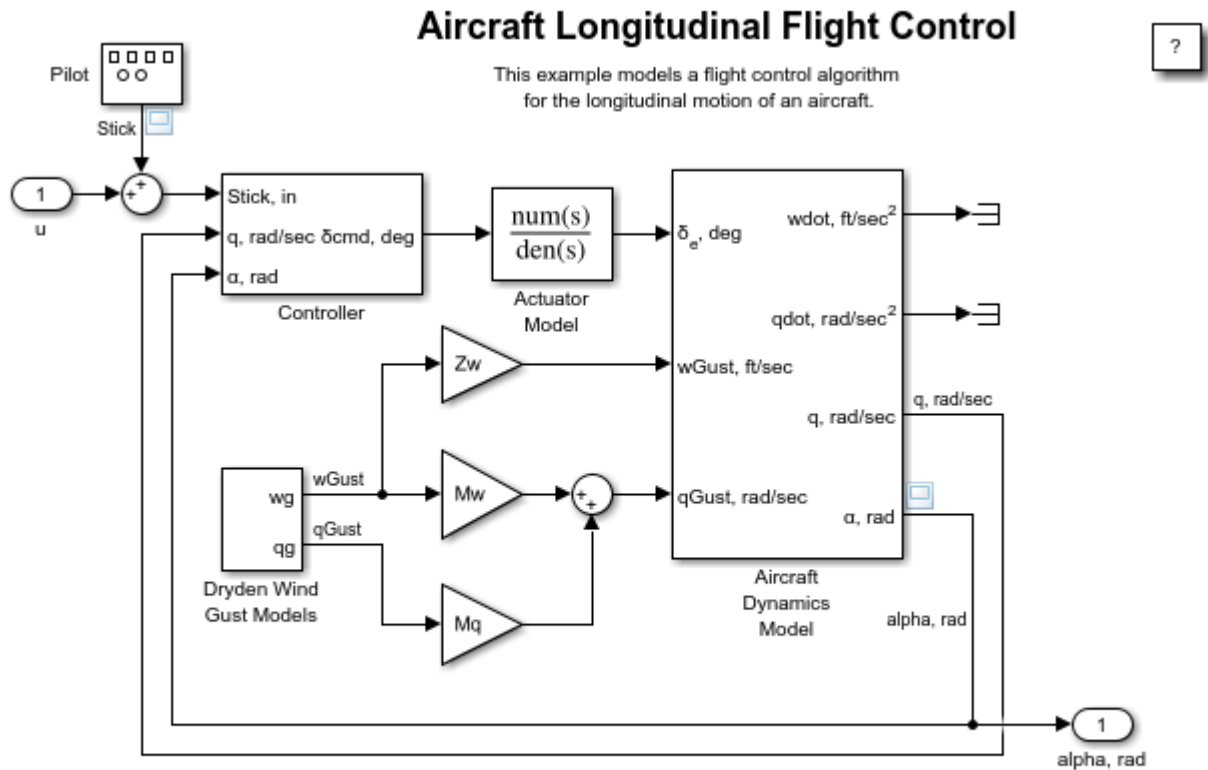 Aircraft Longitudinal Flight Control
?
This example models a flight control algorithm
for the longitudinal motion of an aircraft.
Pilot
Stick
1
u
+
+
Stick, in
q, rad/sec δcmd, deg
α, rad
Controller
num(s)
den(s)
Actuator
Model
δe, deg
wGust, ft/sec
qGust, rad/sec
wdot, ft/sec²
qdot, rad/sec²
q, rad/sec
α, rad
Aircraft
Dynamics
Model
q, rad/sec
Zw
wg
qg
wGust
qGust
Dryden Wind
Gust Models
Mw
+
+
Mq
alpha, rad
1
alpha, rad